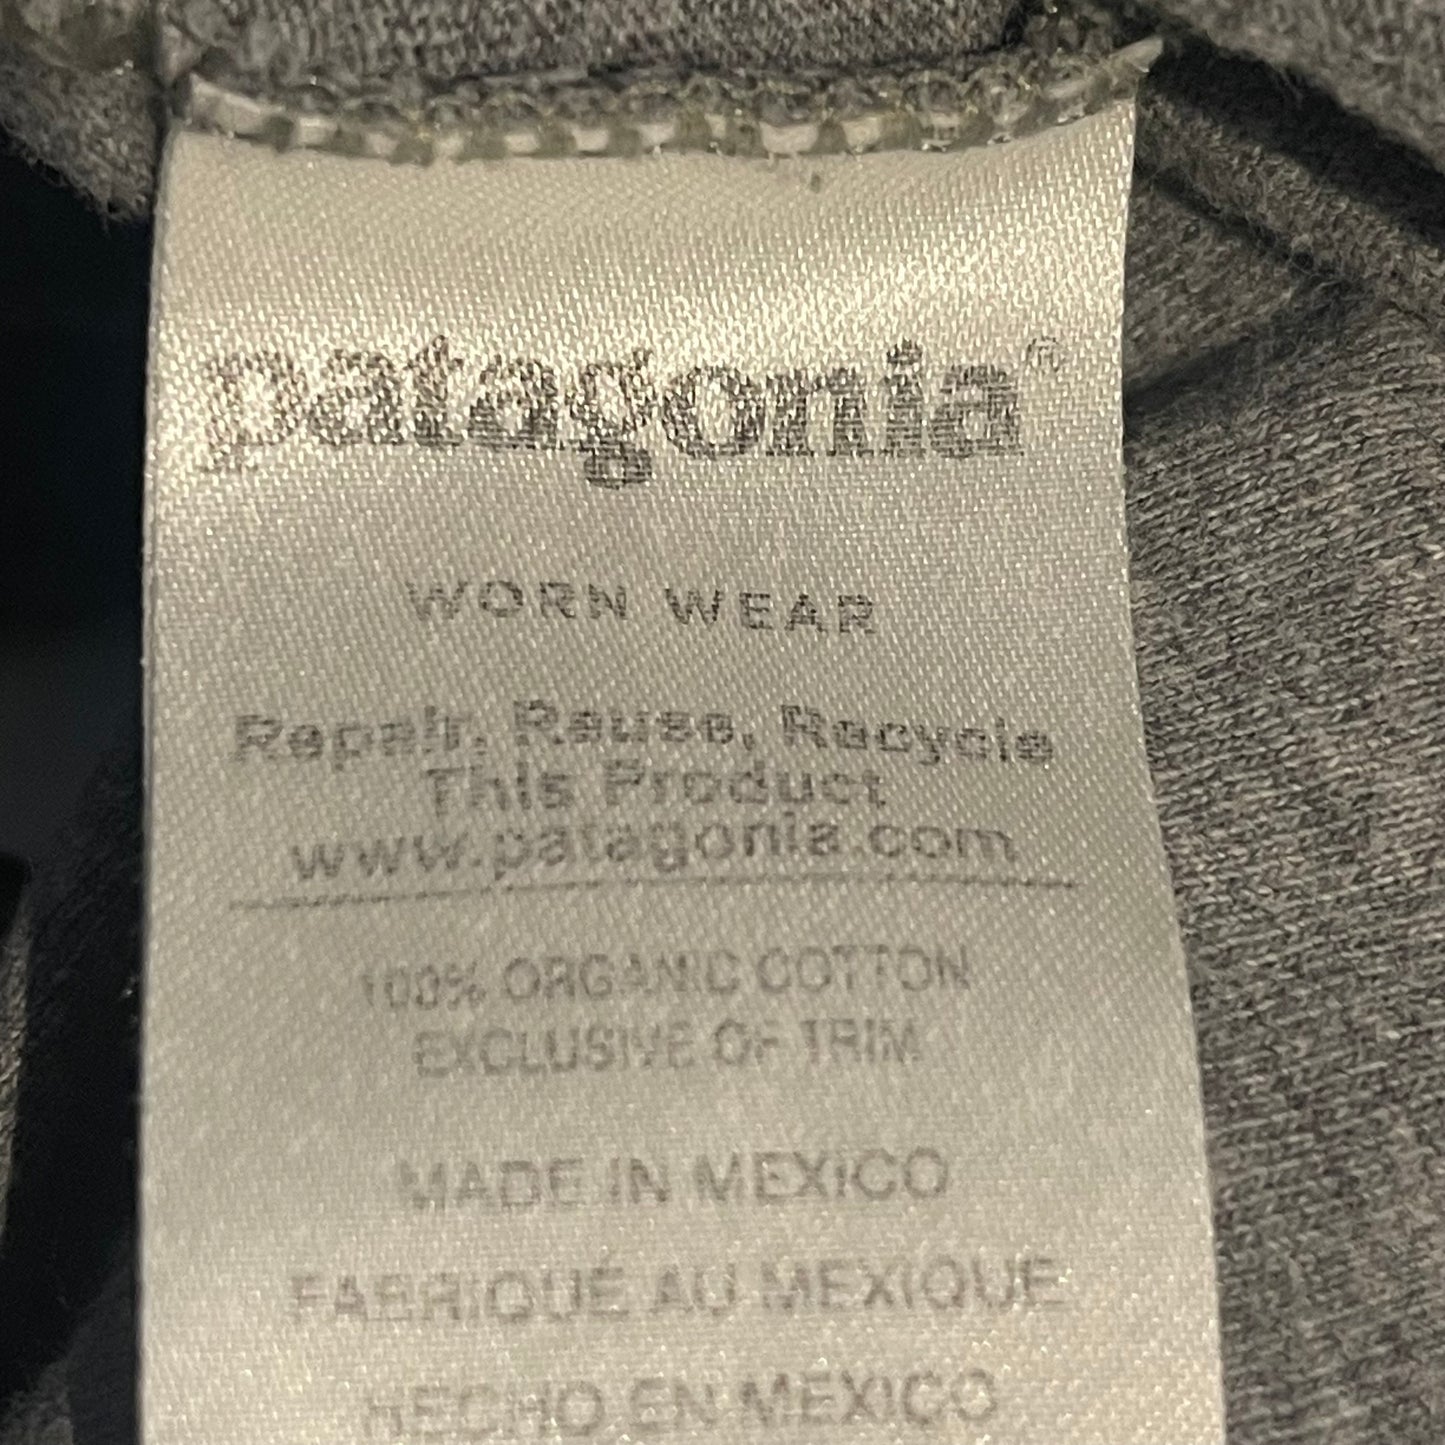 patagonia®
WORN WEAR
Repair, Reuse, Recycle
This Product
www.patagonia.com
100% ORGANIC COTTON
EXCLUSIVE OF TRIM
MADE IN MEXICO
FABRIQUÉ AU MEXIQUE
HECHO EN MEXICO